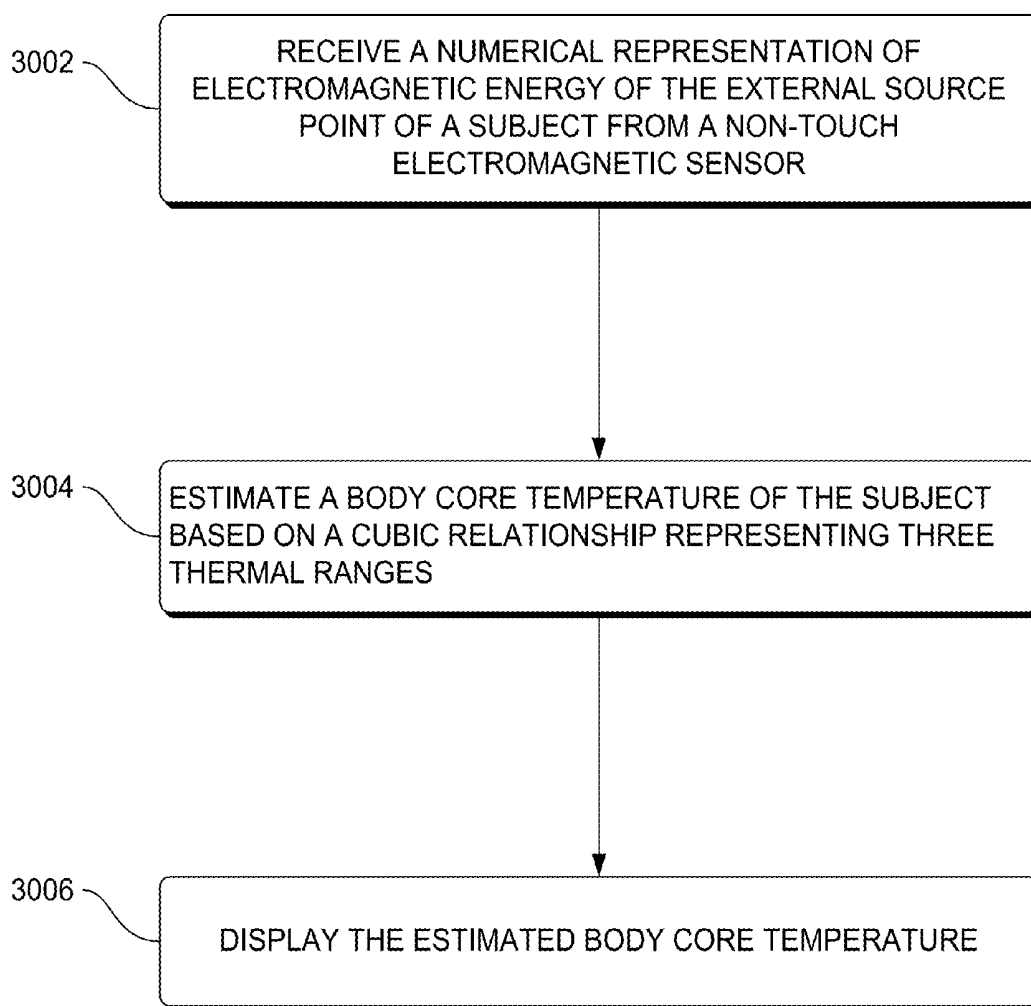 3002
RECEIVE A NUMERICAL REPRESENTATION OF
ELECTROMAGNETIC ENERGY OF THE EXTERNAL SOURCE
POINT OF A SUBJECT FROM A NON-TOUCH
ELECTROMAGNETIC SENSOR
3004
ESTIMATE A BODY CORE TEMPERATURE OF THE SUBJECT
BASED ON A CUBIC RELATIONSHIP REPRESENTING THREE
THERMAL RANGES
3006
DISPLAY THE ESTIMATED BODY CORE TEMPERATURE